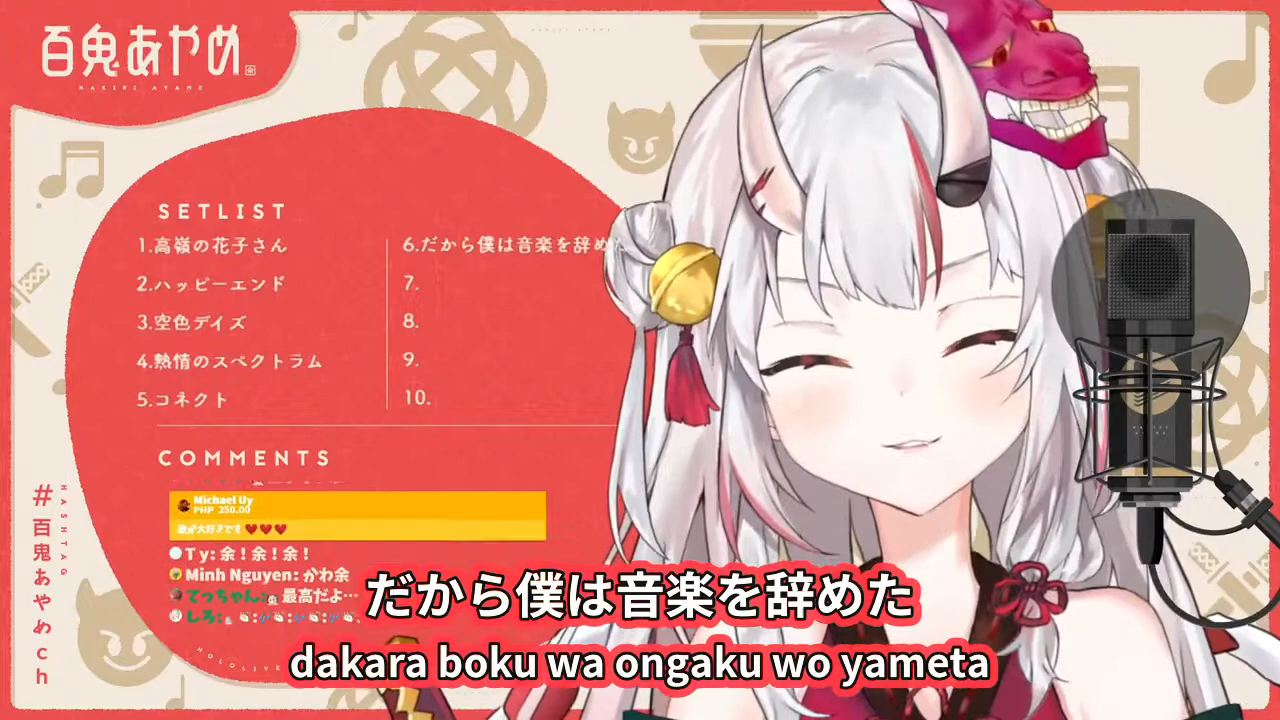 百鬼あやめ
NAKIRI AYAME
SETLIST
1.高嶺の花子さん
2.ハッピーエンド
3.空色デイズ
4.熱情のスペクトラム
5.コネクト
6.だから僕は音楽を辞め
7.
8.
9.
10.
COMMENTS
Michael Uy
PHP 250.00
歌が大好きです ❤❤❤
Ty: 余！余！余！
Minh Nguyen: かわ余
てっちゃん: 最高だよ…
しろ:
#百鬼あやめch
HASHTAG
HOLOLIVE
だから僕は音楽を辞めた
dakara boku wa ongaku wo yameta